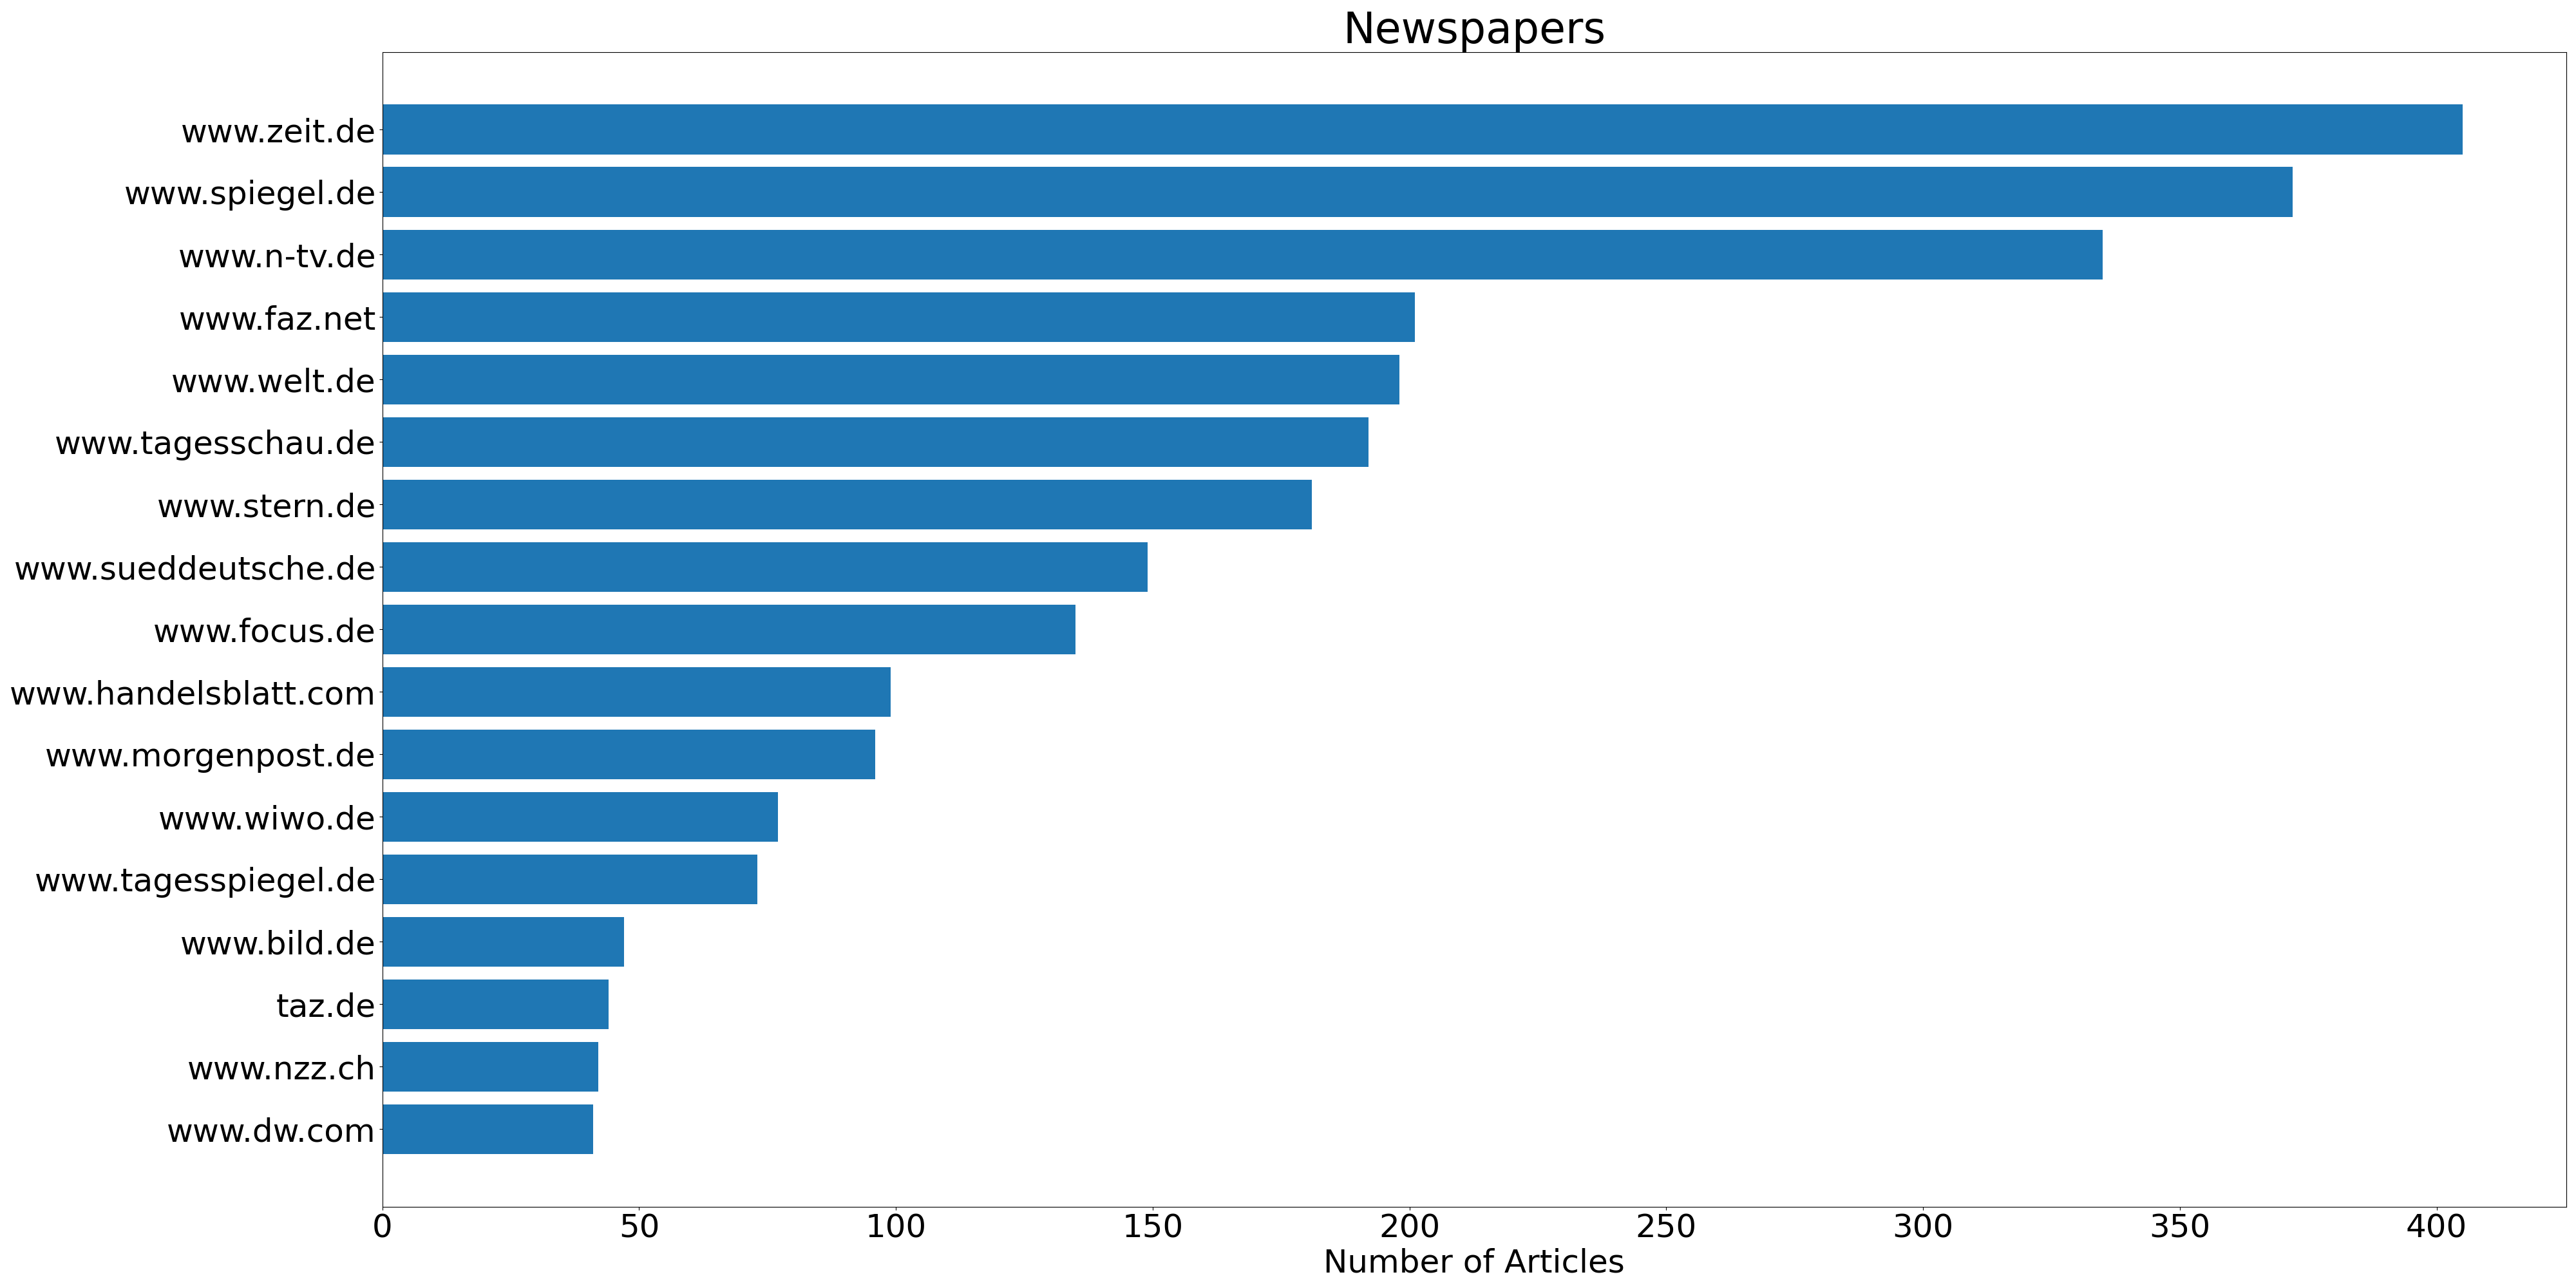 Newspapers
www.zeit.de
www.spiegel.de
www.n-tv.de
www.faz.net
www.welt.de
www.tagesschau.de
www.stern.de
www.sueddeutsche.de
www.focus.de
www.handelsblatt.com
www.morgenpost.de
www.wiwo.de
www.tagesspiegel.de
www.bild.de
taz.de
www.nzz.ch
www.dw.com
0 50 100 150 200 250 300 350 400
Number of Articles